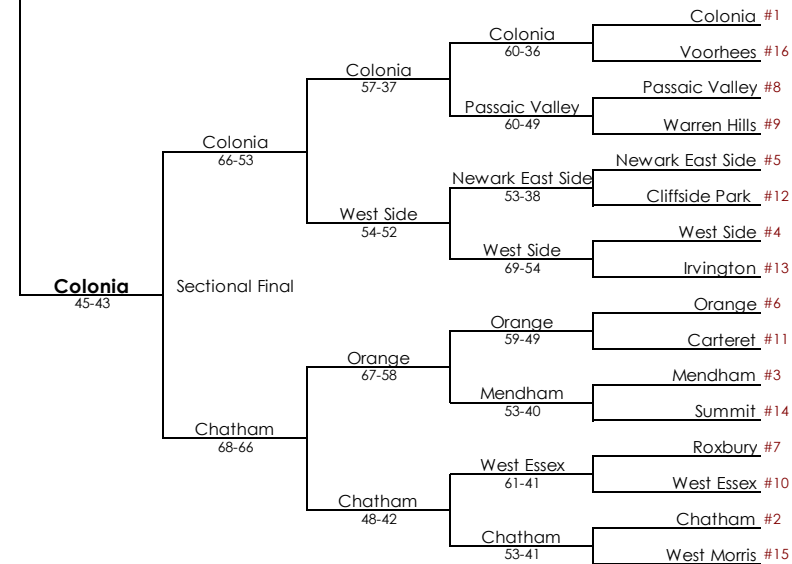 Colonia #1
Colonia
60-36
Voorhees #16
Colonia
57-37
Passaic Valley #8
Passaic Valley
60-49
Warren Hills #9
Colonia
66-53
Newark East Side #5
Newark East Side
53-38
Cliffside Park #12
West Side
54-52
West Side #4
West Side
69-54
Irvington #13
Colonia
45-43
Sectional Final
Orange #6
Orange
59-49
Carteret #11
Orange
67-58
Mendham #3
Mendham
53-40
Summit #14
Chatham
68-66
Roxbury #7
West Essex
61-41
West Essex #10
Chatham
48-42
Chatham #2
Chatham
53-41
West Morris #15